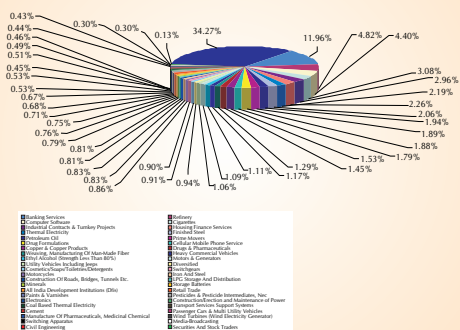 0.43%
0.44%
0.46%
0.49%
0.51%
0.45%
0.53%
0.53%
0.67%
0.68%
0.71%
0.75%
0.76%
0.79%
0.81%
0.81%
0.83%
0.83%
0.86%
0.90%
0.91%
0.94%
1.06%
1.09%
1.11%
1.17%
1.29%
1.45%
1.53%
1.79%
1.88%
1.89%
1.94%
2.06%
2.26%
2.19%
2.96%
3.08%
4.40%
4.82%
11.96%
34.27%
0.13%
0.30%
0.30%
Banking Services
Computer Software
Industrial Contracts & Turnkey Projects
Thermal Electricity
Petroleum Oil
Drug Formulations
Copper & Copper Products
Weaving, Manufacturing Of Man-Made Fiber
Ethyl Alcohol (Strength Less Than 80%)
Utility Vehicles Including Jeeps
Cosmetics/Soaps/Toiletries/Detergents
Motorcycles
Construction Of Roads, Bridges, Tunnels Etc.
Minerals
All India Development Institutions (DIs)
Paints & Varnishes
Electronics
Coal Based Thermal Electricity
Cement
Manufacture Of Pharmaceuticals, Medicinal Chemical
Switching Apparatus
Civil Engineering
Refinery
Cigarettes
Housing Finance Services
Finished Steel
Prime Movers
Cellular Mobile Phone Service
Drugs & Pharmaceuticals
Heavy Commercial Vehicles
Motors & Generators
Diversified
Switchgears
Iron And Steel
LPG Storage And Distribution
Storage Batteries
Retail Trade
Pesticides & Pesticide Intermediates, Nec
Construction/Erection and Maintenance of Power
Transport Services Support Systems
Passenger Cars & Multi Utility Vehicles
Wind Turbines (Wind Electricity Generator)
Media-Broadcasting
Securities And Stock Traders